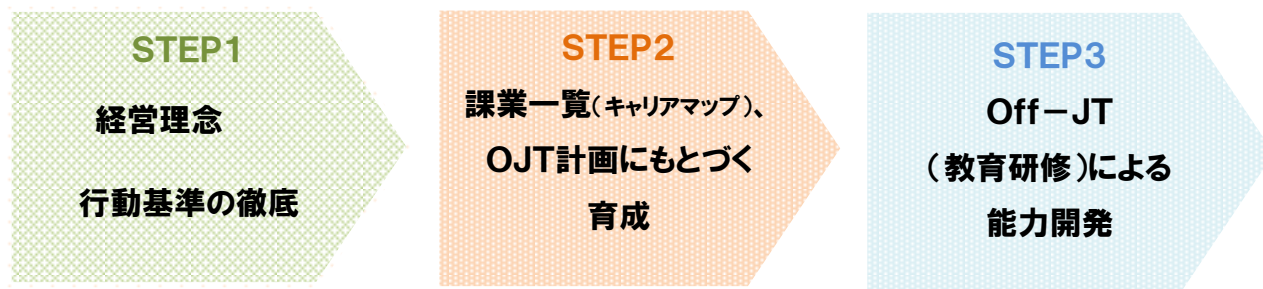 STEP1
経営理念
行動基準の徹底
STEP2
課業一覧(キャリアマップ)、
OJT計画にもとづく
育成
STEP3
Off－JT
(教育研修)による
能力開発